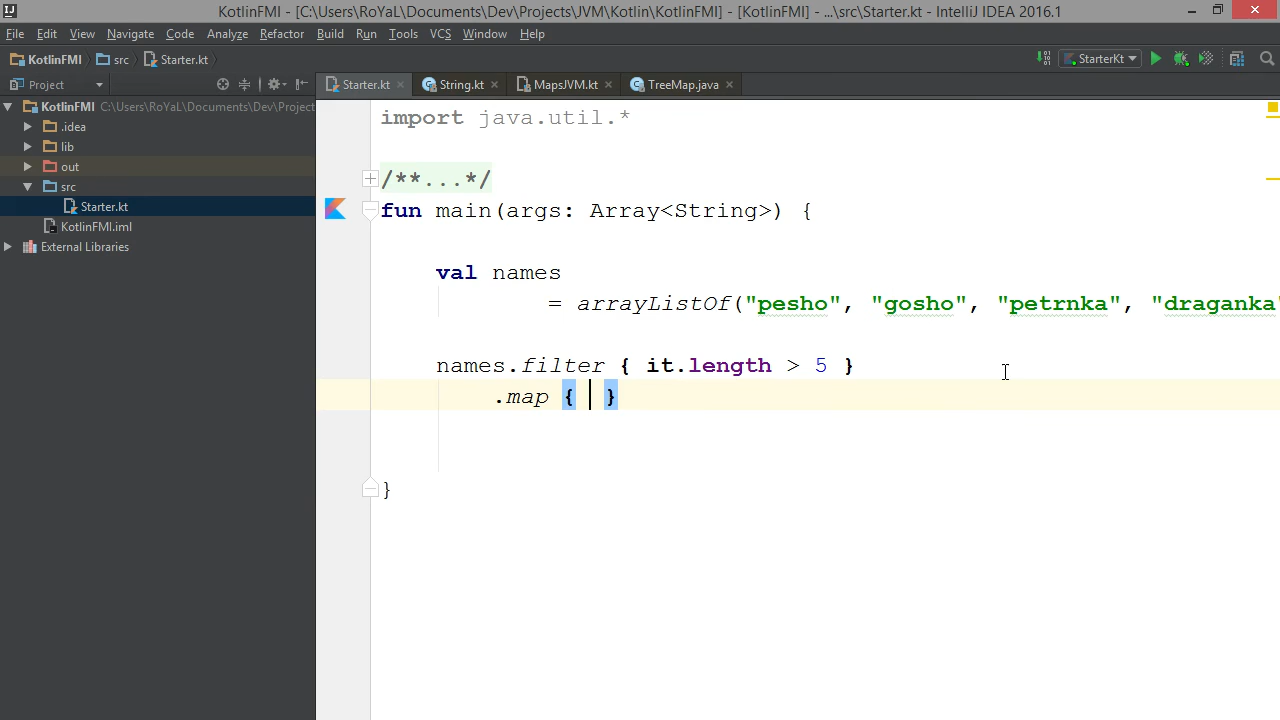 KotlinFMI - [C:\Users\RoYaL\Documents\Dev\Projects\JVM\Kotlin\KotlinFMI] - [KotlinFMI] - ...\src\Starter.kt - IntelliJ IDEA 2016.1
File Edit View Navigate Code Analyze Refactor Build Run Tools VCS Window Help
KotlinFMI src Starter.kt StarterKt
Project Starter.kt String.kt MapsJVM.kt TreeMap.java
KotlinFMI C:\Users\RoYaL\Documents\Dev\Project
.idea
lib
out
src
Starter.kt
KotlinFMI.iml
External Libraries
import java.util.*
/**...*/
fun main(args: Array<String>) {
val names
= arrayListOf("pesho", "gosho", "petrnka", "draganka"
names.filter { it.length > 5 }
.map { }
}